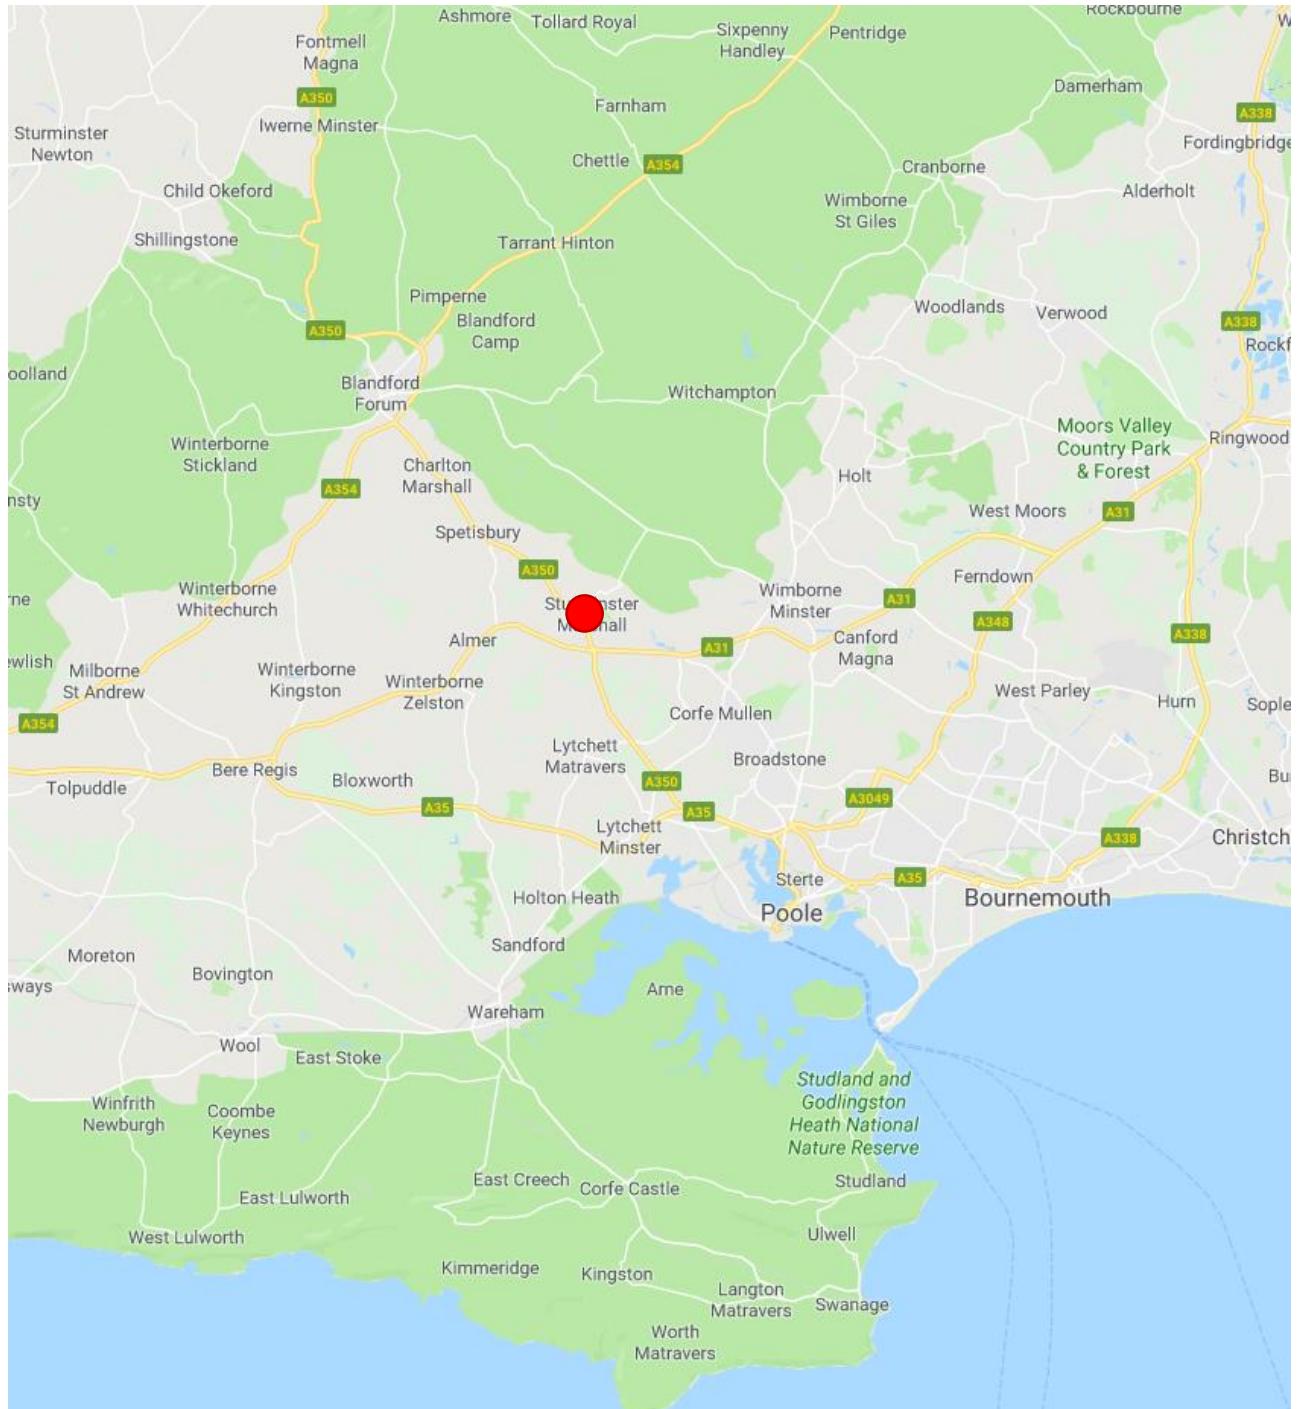 Ashmore
Tollard Royal
Sixpenny
Handley
Pentridge
Rockbourne
Fontmell
Magna
Damerham
A350
Farnham
A338
Iwerne Minster
Sturminster
Newton
Fordingbridge
Chettle
A354
Cranborne
Child Okeford
Alderholt
Wimborne
St Giles
Shillingstone
Tarrant Hinton
Pimperne
Woodlands
Verwood
Blandford
Camp
A350
A338
Rockf
oolland
Blandford
Forum
Witchampton
Moors Valley
Country Park
& Forest
Ringwood
Winterborne
Stickland
Charlton
Marshall
Holt
A354
nsty
West Moors
A31
Spetisbury
A350
Ferndown
Winterborne
Whitechurch
Wimborne
Minster
A31
Stu nster
M hall
A348
A338
Almer
A31
Canford
Magna
ewlish
Milborne
St Andrew
Winterborne
Kingston
Winterborne
Zelston
West Parley
Hurn
Sople
A354
Corfe Mullen
Lytchett
Matravers
Broadstone
Bere Regis
Bloxworth
A350
Tolpuddle
A35
A35
A3049
Lytchett
Minster
A338
Christch
Sterte
A35
Holton Heath
Poole
Bournemouth
Sandford
Moreton
Bovington
Arne
sways
Wareham
Wool
East Stoke
Studland and
Godlingston
Heath National
Nature Reserve
Winfrith
Newburgh
Coombe
Keynes
East Creech
Corfe Castle
Studland
East Lulworth
West Lulworth
Ulwell
Kimmeridge
Kingston
Langton
Matravers
Swanage
Worth
Matravers